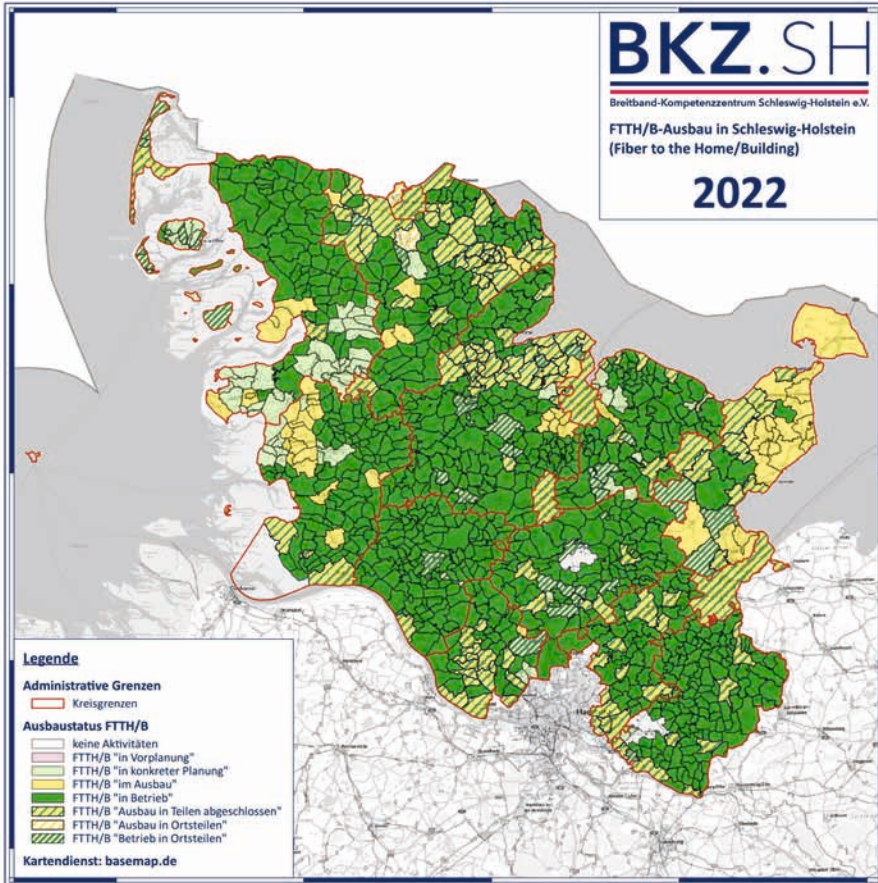 BKZ.SH
Breitband-Kompetenzzentrum Schleswig-Holstein e.V.
FTTH/B-Ausbau in Schleswig-Holstein
(Fiber to the Home/Building)
2022
Legende
Administrative Grenzen
Kreisgrenzen
Ausbaustatus FTTH/B
keine Aktivitäten
FTTH/B "in Vorplanung"
FTTH/B "in konkreter Planung"
FTTH/B "im Ausbau"
FTTH/B "in Betrieb"
FTTH/B "Ausbau in Teilen abgeschlossen"
FTTH/B "Ausbau in Ortsteilen"
FTTH/B "Betrieb in Ortsteilen"
Kartendienst: basemap.de